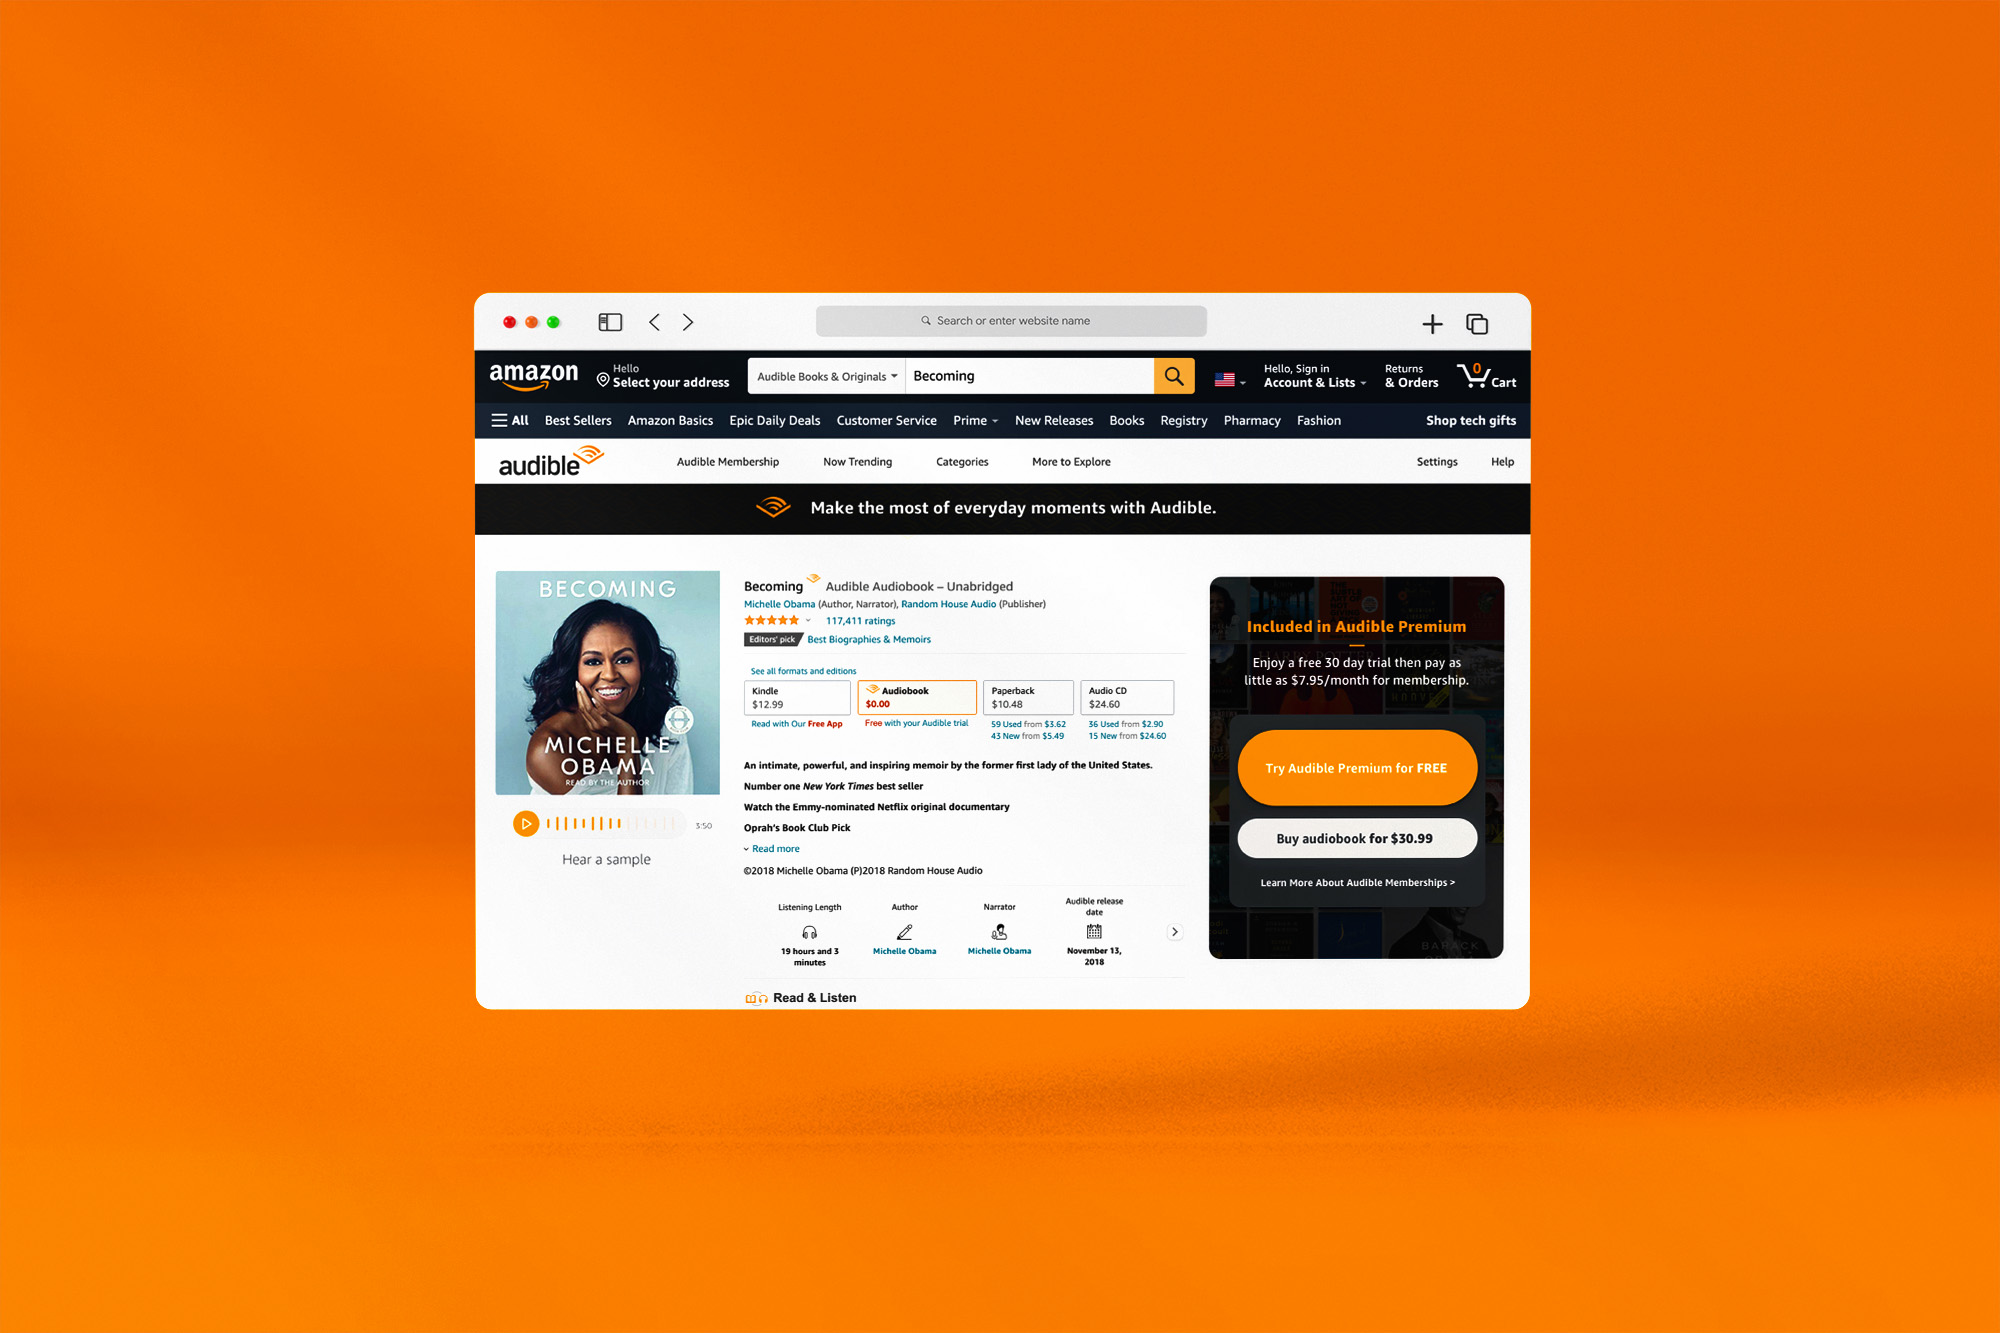 Search or enter website name
amazon
Hello
Select your address
Audible Books & Originals
Becoming
Hello, Sign in
Account & Lists
Returns
& Orders
0
Cart
All
Best Sellers
Amazon Basics
Epic Daily Deals
Customer Service
Prime
New Releases
Books
Registry
Pharmacy
Fashion
Shop tech gifts
audible
Audible Membership
Now Trending
Categories
More to Explore
Settings
Help
Make the most of everyday moments with Audible.
BECOMING
MICHELLE
OBAMA
READ BY THE AUTHOR
3:50
Hear a sample
Becoming Audible Audiobook – Unabridged
Michelle Obama (Author, Narrator), Random House Audio (Publisher)
117,411 ratings
Editors' pick Best Biographies & Memoirs
See all formats and editions
Kindle
$12.99
Read with Our Free App
Audiobook
$0.00
Free with your Audible trial
Paperback
$10.48
59 Used from $3.62
43 New from $5.49
Audio CD
$24.60
36 Used from $2.90
15 New from $24.60
An intimate, powerful, and inspiring memoir by the former first lady of the United States.
Number one New York Times best seller
Watch the Emmy-nominated Netflix original documentary
Oprah's Book Club Pick
Read more
©2018 Michelle Obama (P)2018 Random House Audio
Listening Length
19 hours and 3
minutes
Author
Michelle Obama
Narrator
Michelle Obama
Audible release
date
November 13,
2018
Read & Listen
Included in Audible Premium
Enjoy a free 30 day trial then pay as
little as $7.95/month for membership.
Try Audible Premium for FREE
Buy audiobook for $30.99
Learn More About Audible Memberships >
BARACK